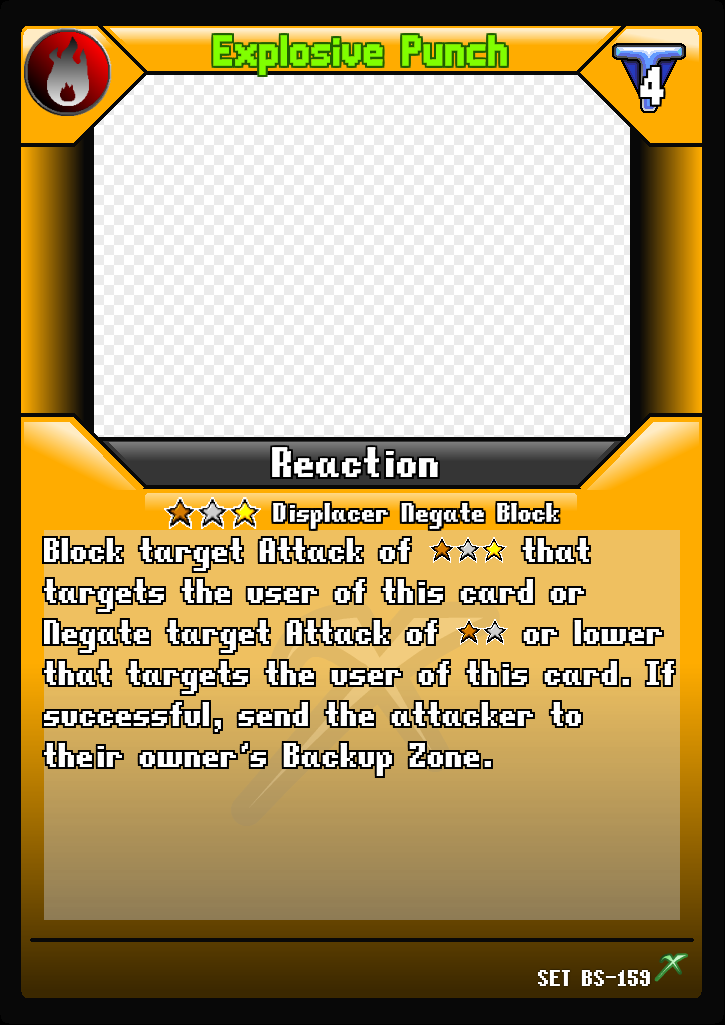 Explosive Punch
4
Reaction
Displacer Negate Block
Block target Attack of ★★★ that
targets the user of this card or
Negate target Attack of ★★ or lower
that targets the user of this card. If
successful, send the attacker to
their owner's Backup Zone.
SET BS-159